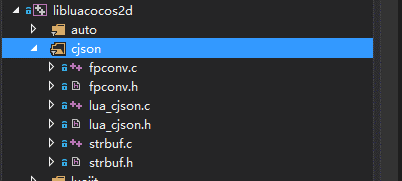 libluacocos2d
auto
cjson
fpconv.c
fpconv.h
lua_cjson.c
lua_cjson.h
strbuf.c
strbuf.h